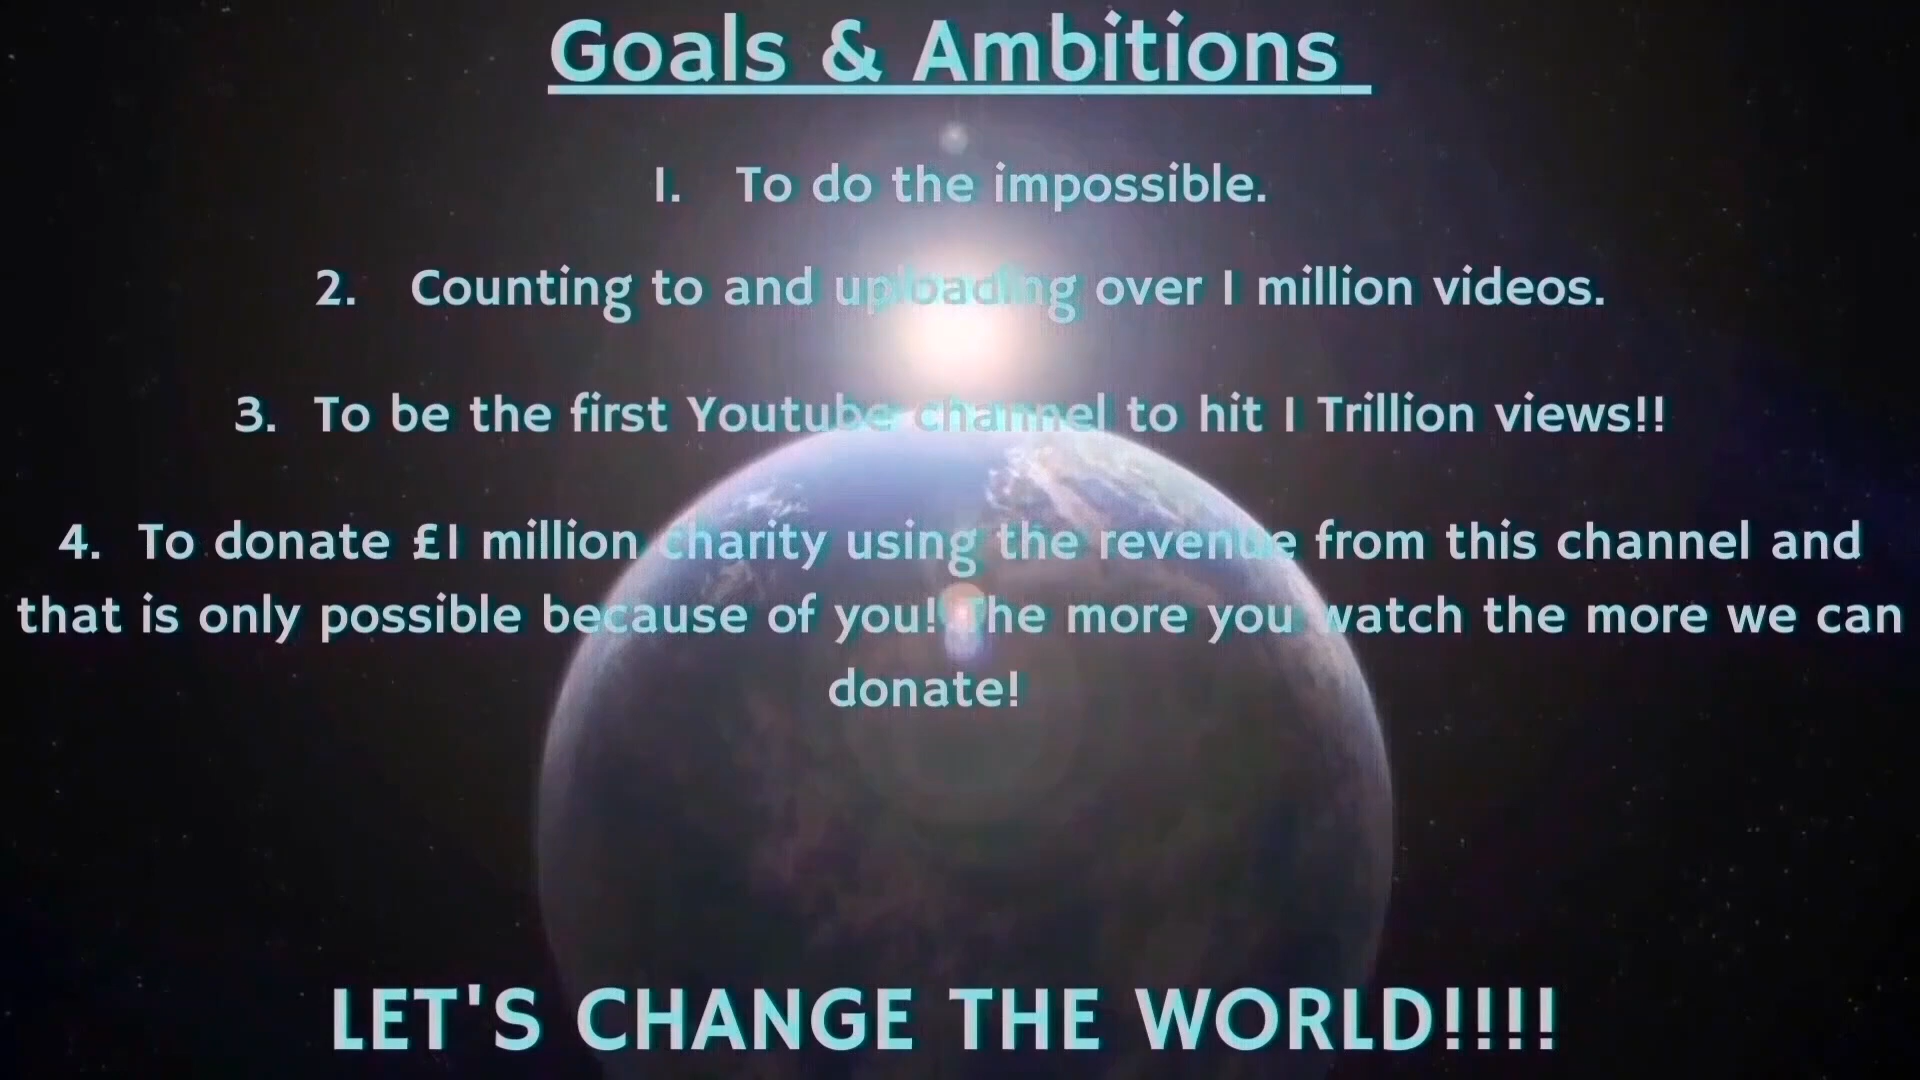 Goals & Ambitions
1. To do the impossible.
2. Counting to and uploading over 1 million videos.
3. To be the first Youtube channel to hit 1 Trillion views!!
4. To donate £1 million charity using the revenue from this channel and
that is only possible because of you! The more you watch the more we can
donate!
LET'S CHANGE THE WORLD!!!!